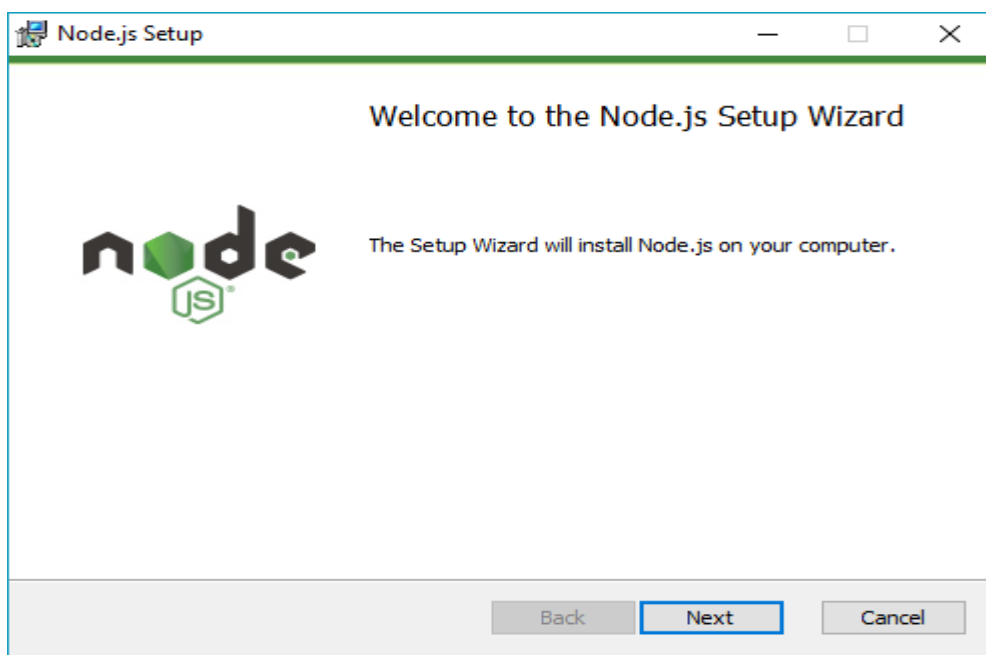 Node.js Setup
Welcome to the Node.js Setup Wizard
node
JS®
The Setup Wizard will install Node.js on your computer.
Back Next Cancel